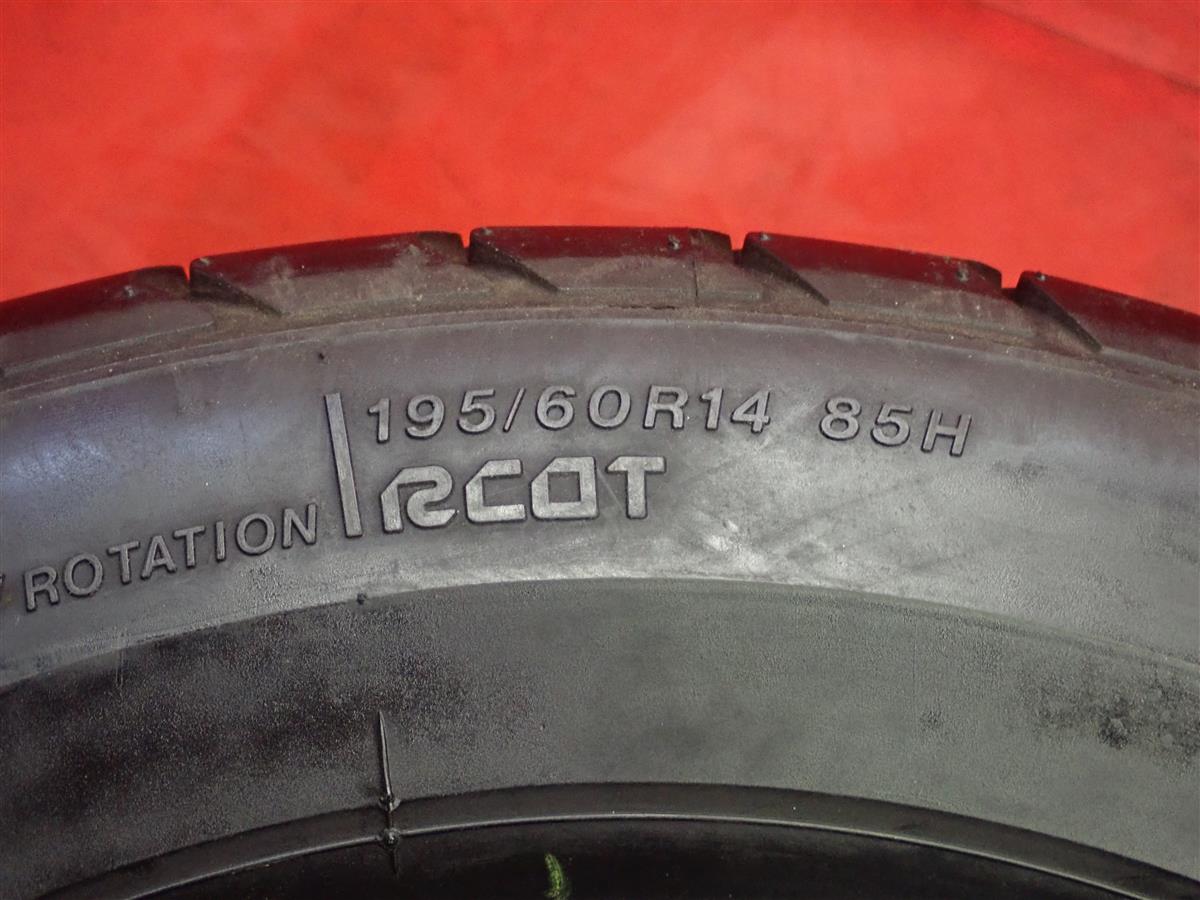 195/60R14 85H
RCOT
ROTATION